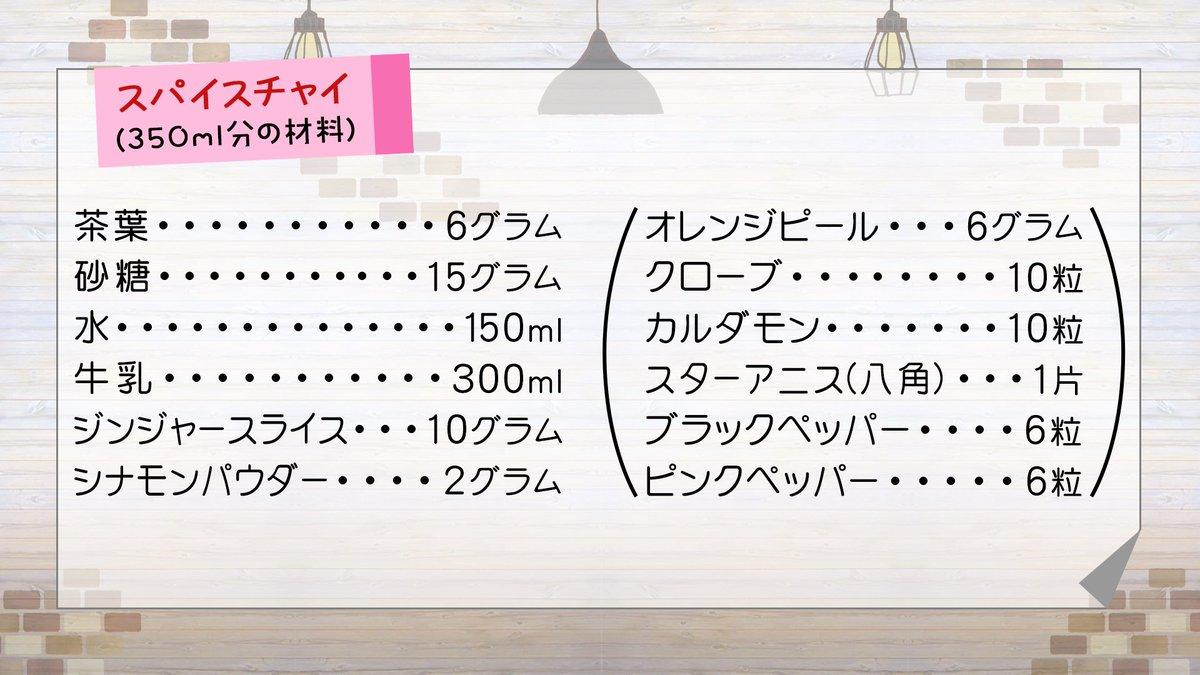 スパイスチャイ
(350ml分の材料)
茶葉・・・・・・・・・・・・6グラム
砂糖・・・・・・・・・・・15グラム
水・・・・・・・・・・・・・・・150ml
牛乳・・・・・・・・・・・・300ml
ジンジャースライス・・・10グラム
シナモンパウダー・・・・2グラム
オレンジピール・・・6グラム
クローブ・・・・・・・・・10粒
カルダモン・・・・・・・10粒
スターアニス(八角)・・・1片
ブラックペッパー・・・・6粒
ピンクペッパー・・・・・6粒